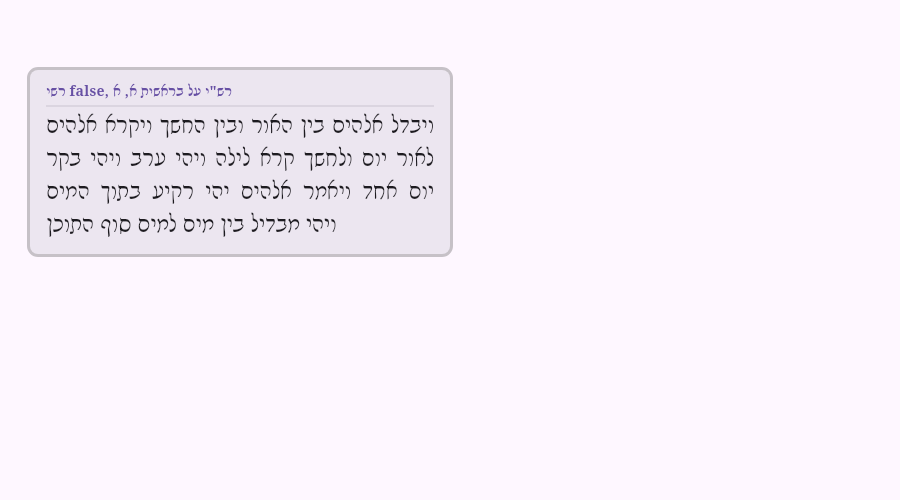 רש"י על בראשית א, א ,false רשי
ויבדל אלהים בין האור ובין החשך ויקרא אלהים
לאור יום ולחשך קרא לילה ויהי ערב ויהי בקר
יום אחד ויאמר אלהים יהי רקיע בתוך המים
ויהי מבדיל בין מים למים סוף התוכן